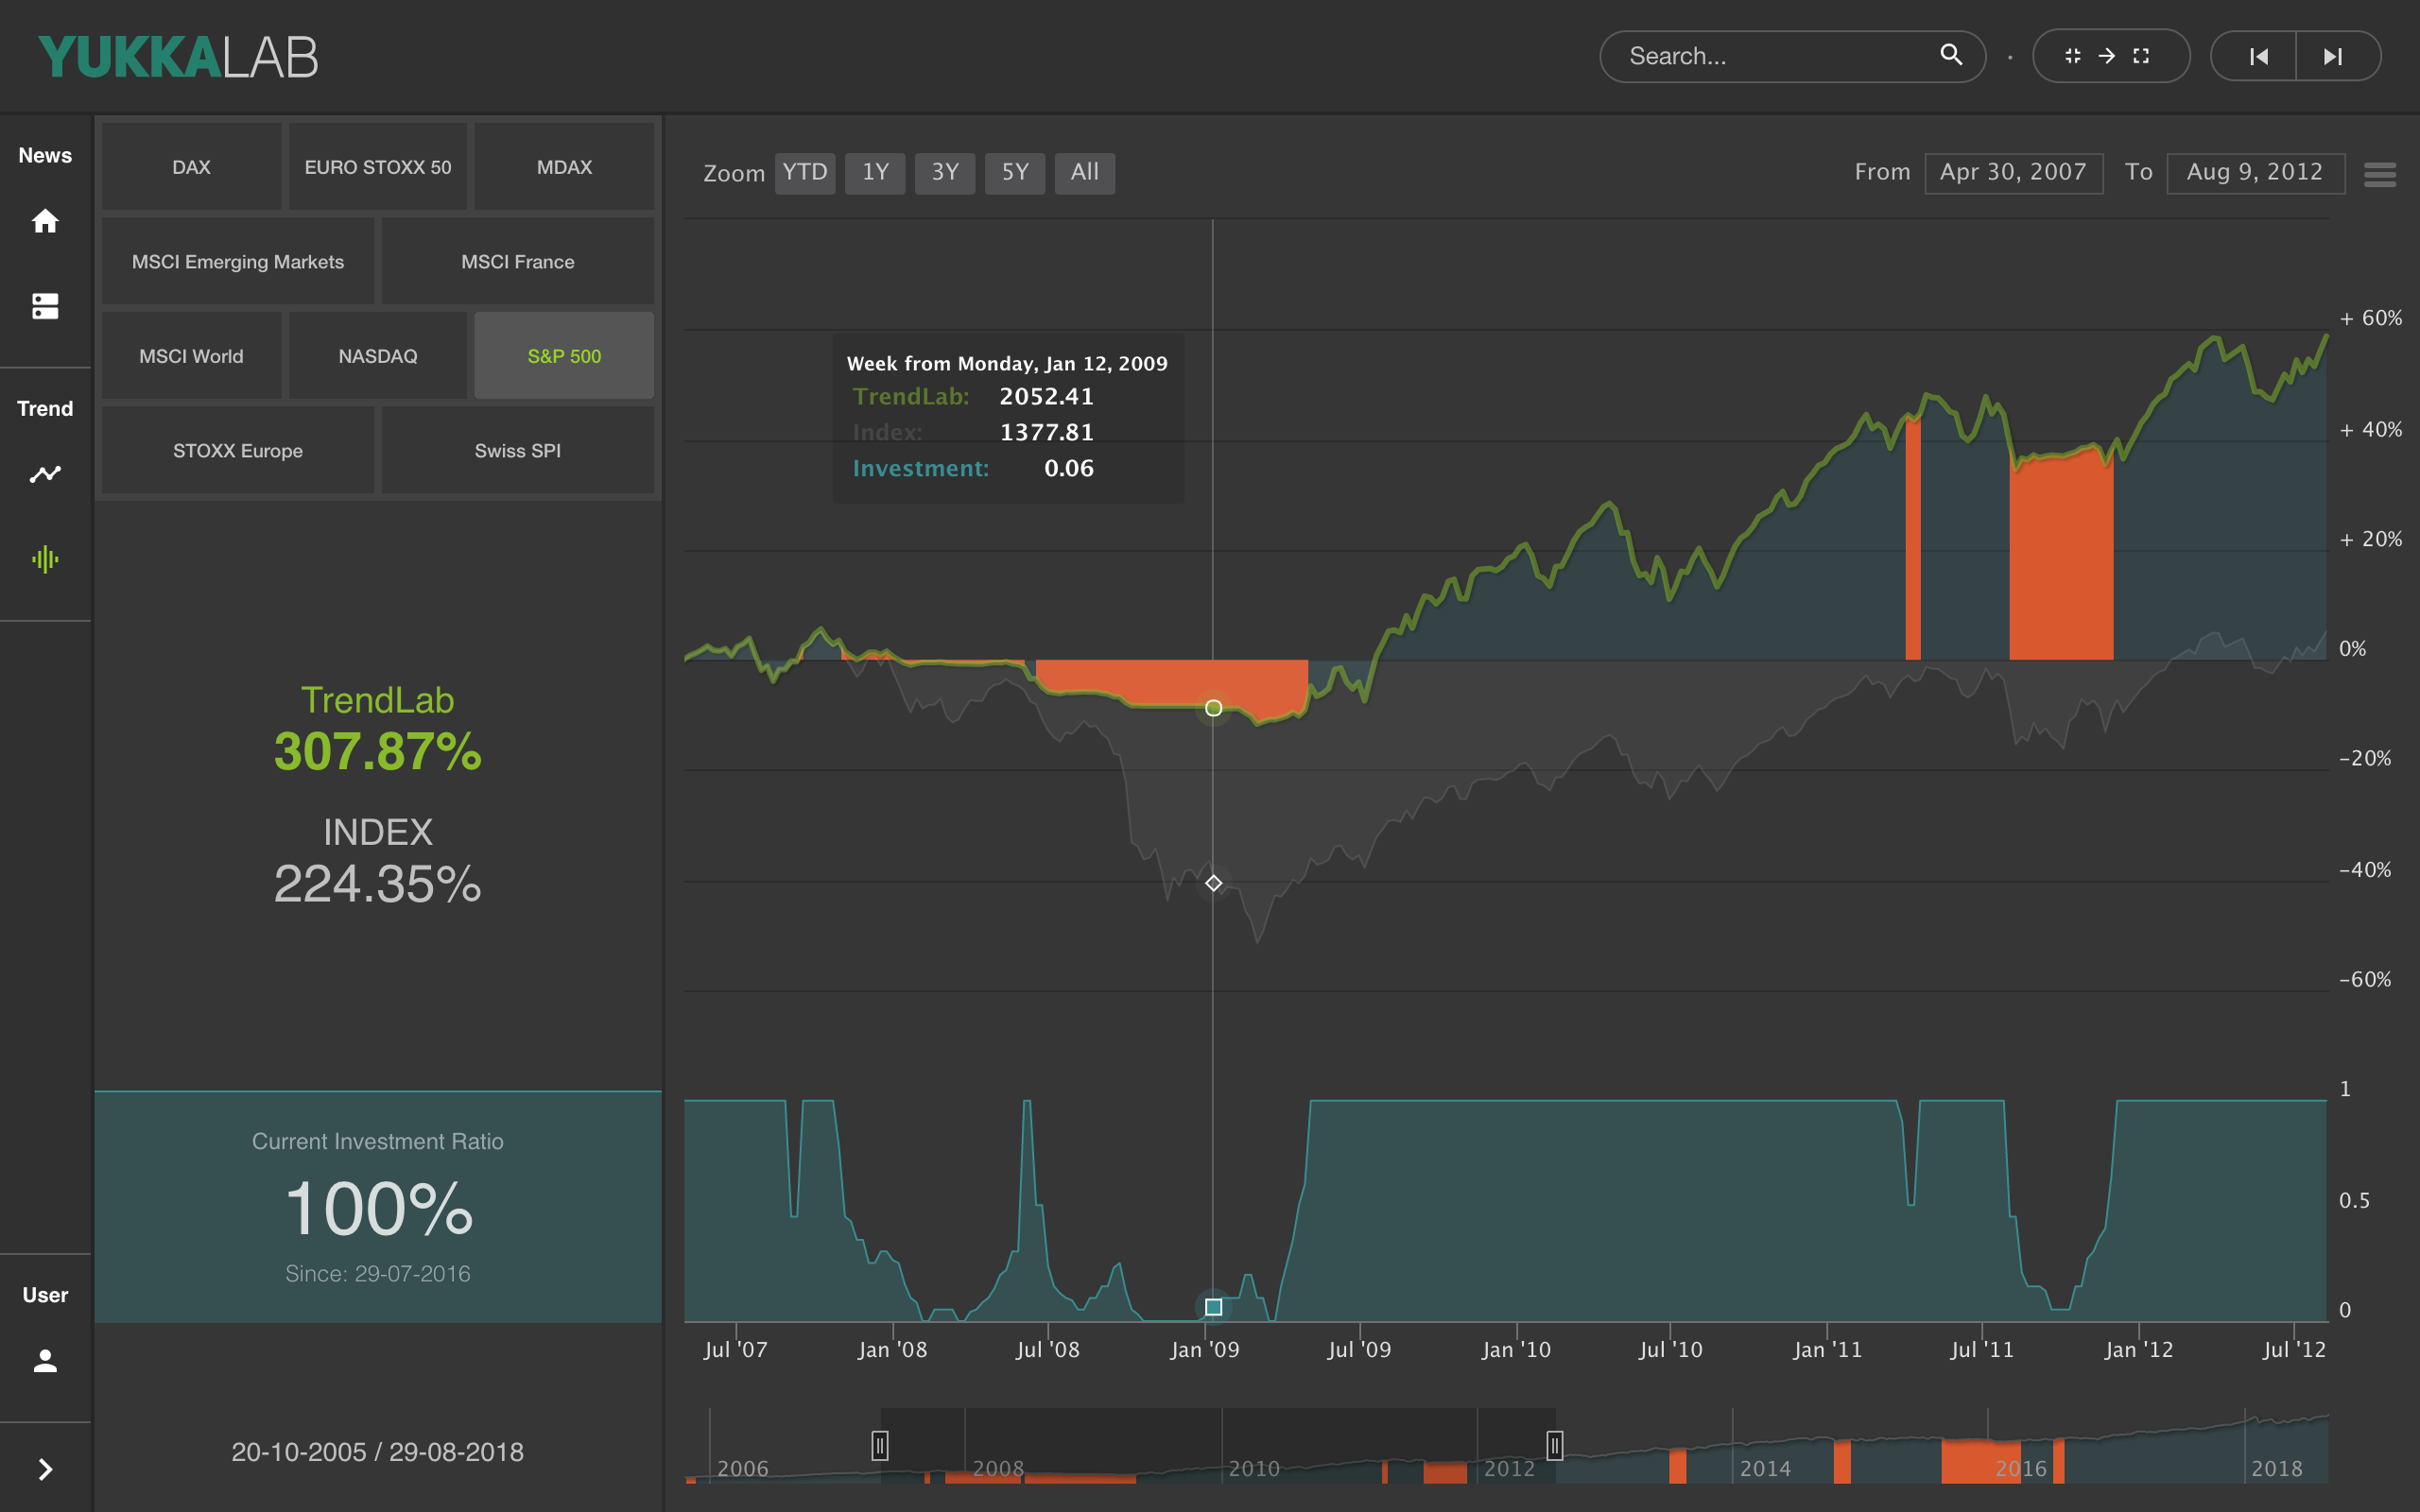 YUKKALAB
Search...
News
Trend
User
DAX
EURO STOXX 50
MDAX
MSCI Emerging Markets
MSCI France
MSCI World
NASDAQ
S&P 500
STOXX Europe
Swiss SPI
TrendLab
307.87%
INDEX
224.35%
Current Investment Ratio
100%
Since: 29-07-2016
20-10-2005 / 29-08-2018
Zoom YTD 1Y 3Y 5Y All
From Apr 30, 2007 To Aug 9, 2012
Week from Monday, Jan 12, 2009
TrendLab: 2052.41
Index: 1377.81
Investment: 0.06
+ 60%
+ 40%
+ 20%
0%
-20%
-40%
-60%
1
0.5
0
Jul '07 Jan '08 Jul '08 Jan '09 Jul '09 Jan '10 Jul '10 Jan '11 Jul '11 Jan '12 Jul '12
2006 2008 2010 2012 2014 2016 2018